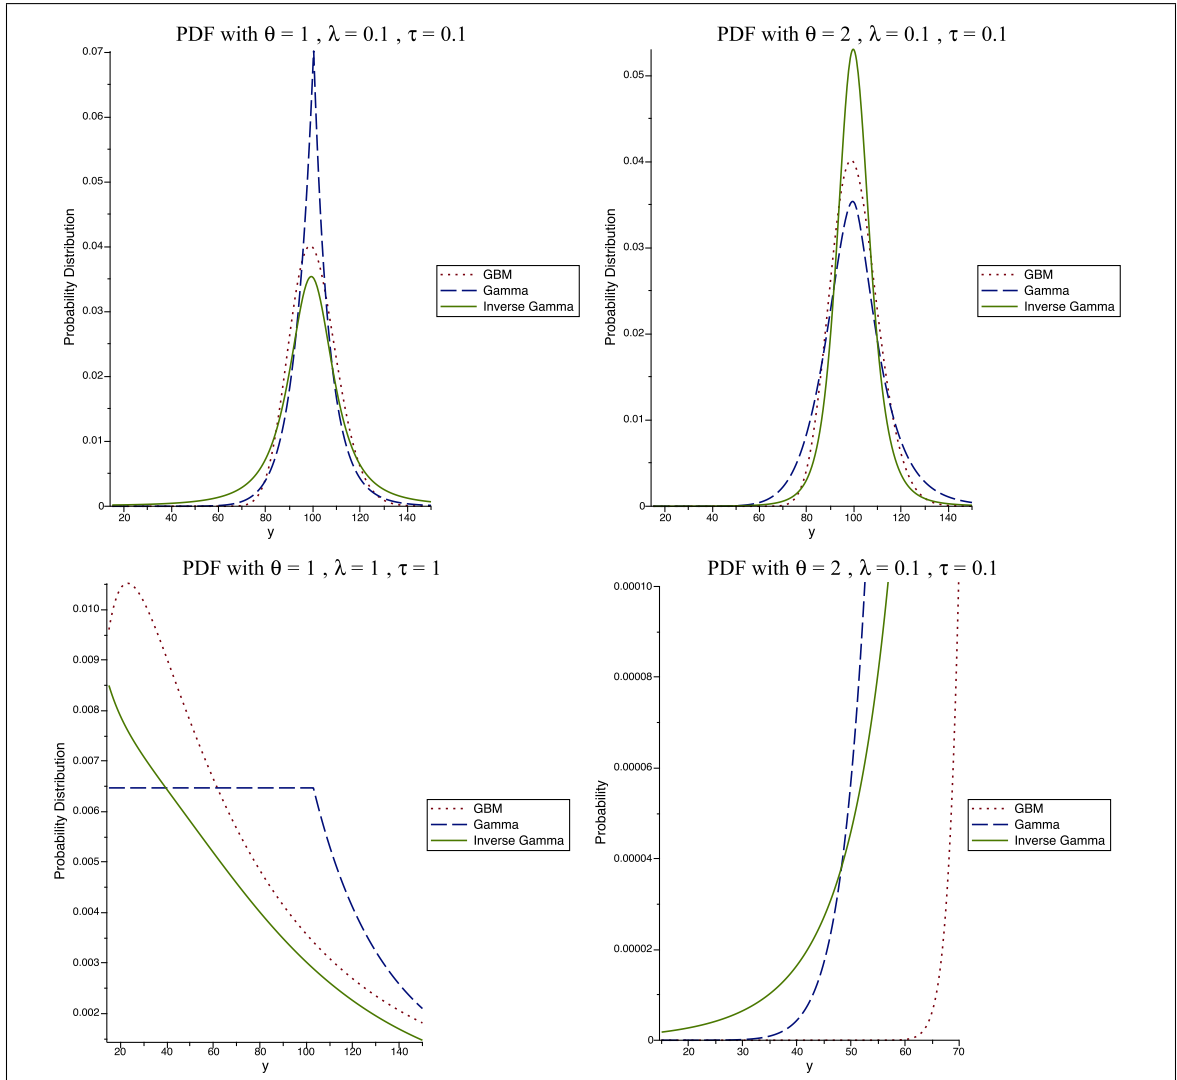 PDF with θ = 1 , λ = 0.1 , τ = 0.1
0.07
0.06
0.05
0.04
0.03
0.02
0.01
0
Probability Distribution
20 40 60 80 100 120 140
y
GBM
Gamma
Inverse Gamma
PDF with θ = 2 , λ = 0.1 , τ = 0.1
0.05
0.04
0.03
0.02
0.01
0
Probability Distribution
20 40 60 80 100 120 140
y
GBM
Gamma
Inverse Gamma
PDF with θ = 1 , λ = 1 , τ = 1
0.010
0.009
0.008
0.007
0.006
0.005
0.004
0.003
0.002
Probability Distribution
20 40 60 80 100 120 140
y
GBM
Gamma
Inverse Gamma
PDF with θ = 2 , λ = 0.1 , τ = 0.1
0.00010
0.00008
0.00006
0.00004
0.00002
0
Probability
20 30 40 50 60 70
y
GBM
Gamma
Inverse Gamma